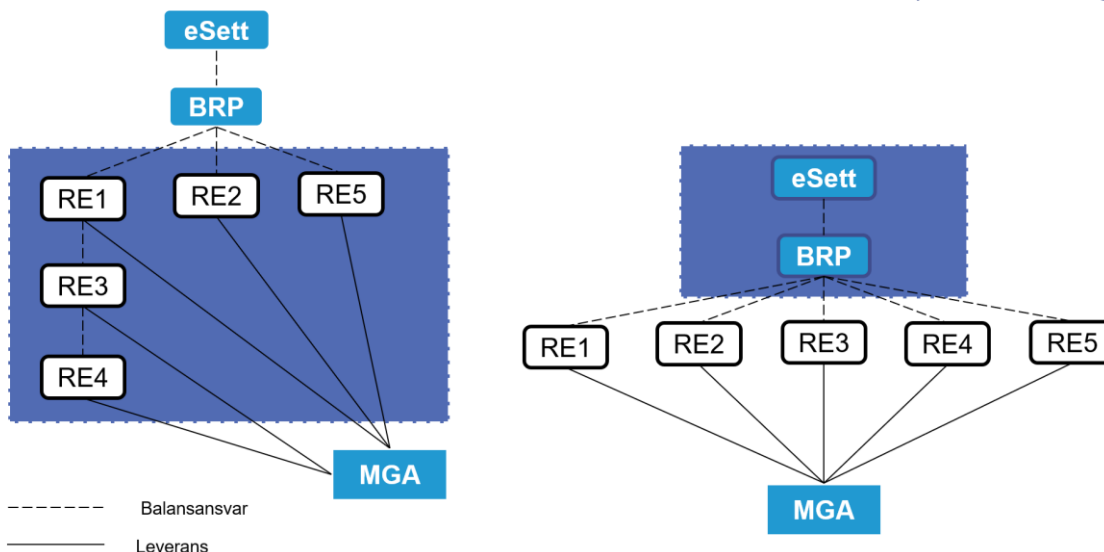 eSett
BRP
RE1
RE2
RE5
RE3
RE4
MGA
Balansansvar
Leverans
eSett
BRP
RE1
RE2
RE3
RE4
RE5
MGA